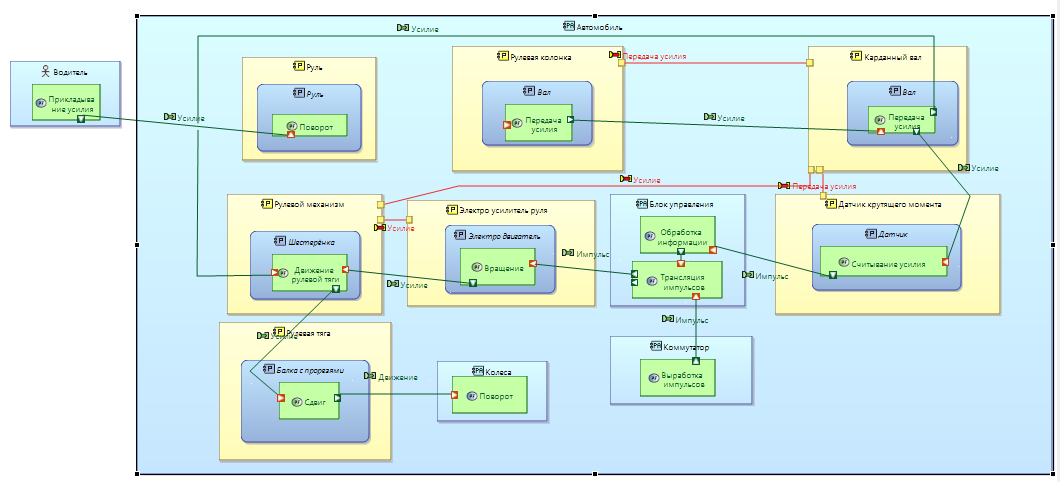 Усилие
Автомобиль
Водитель
Прикладыва
ние усилия
Усилие
Руль
Руль
Поворот
Рулевая колонка
Вал
Передача
усилия
Передача усилия
Усилие
Карданный вал
Вал
Передача
усилия
Усилие
Усилие
Передача усилия
Рулевой механизм
Шестерёнка
Движение
рулевой тяги
Усилие
Электро усилитель руля
Электро двигатель
Вращение
Усилие
Импульс
Блок управления
Обработка
информации
Трансляция
импульсов
Импульс
Датчик крутящего момента
Датчик
Считывание усилия
Импульс
Коммутатор
Выработка
импульсов
Усилие
Рулевая тяга
Балка с прорезями
Сдвиг
Движение
Колеса
Поворот